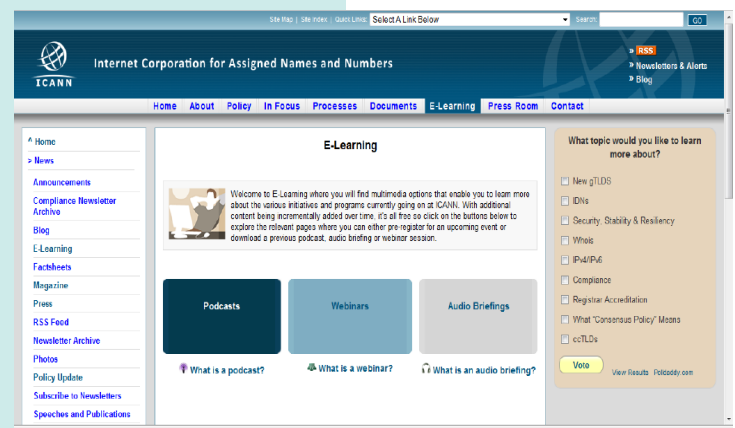 Site Map | Site Index | Quick Links Select A Link Below Search: GO
ICANN
Internet Corporation for Assigned Names and Numbers
» RSS
» Newsletters & Alerts
» Blog
Home About Policy In Focus Processes Documents E-Learning Press Room Contact
^ Home
> News
Announcements
Compliance Newsletter
Archive
Blog
E-Learning
Factsheets
Magazine
Press
RSS Feed
Newsletter Archive
Photos
Policy Update
Subscribe to Newsletters
Speeches and Publications
E-Learning
Welcome to E-Learning where you will find multimedia options that enable you to learn more
about the various initiatives and programs currently going on at ICANN. With additional
content being incrementally added over time, it's all free so click on the buttons below to
explore the relevant pages where you can either pre-register for an upcoming event or
download a previous podcast, audio briefing or webinar session.
Podcasts
Webinars
Audio Briefings
What is a podcast?
What is a webinar?
What is an audio briefing?
What topic would you like to learn
more about?
New gTLDS
IDNs
Security, Stability & Resiliency
Whois
IPv4/IPv6
Compliance
Registrar Accreditation
What "Consensus Policy" Means
ccTLDs
Vote View Results Polldaddy.com